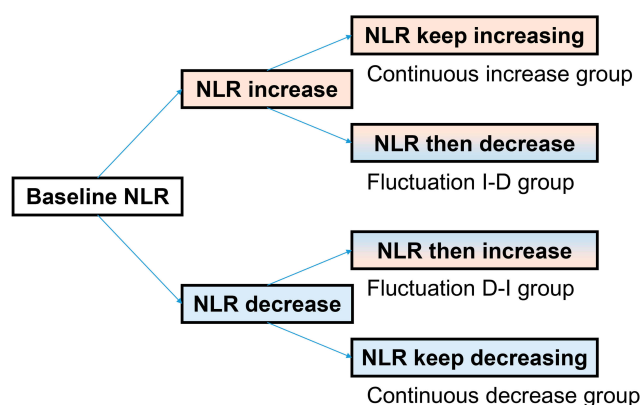 NLR keep increasing
Continuous increase group
NLR increase
NLR then decrease
Fluctuation I-D group
Baseline NLR
NLR then increase
Fluctuation D-I group
NLR decrease
NLR keep decreasing
Continuous decrease group